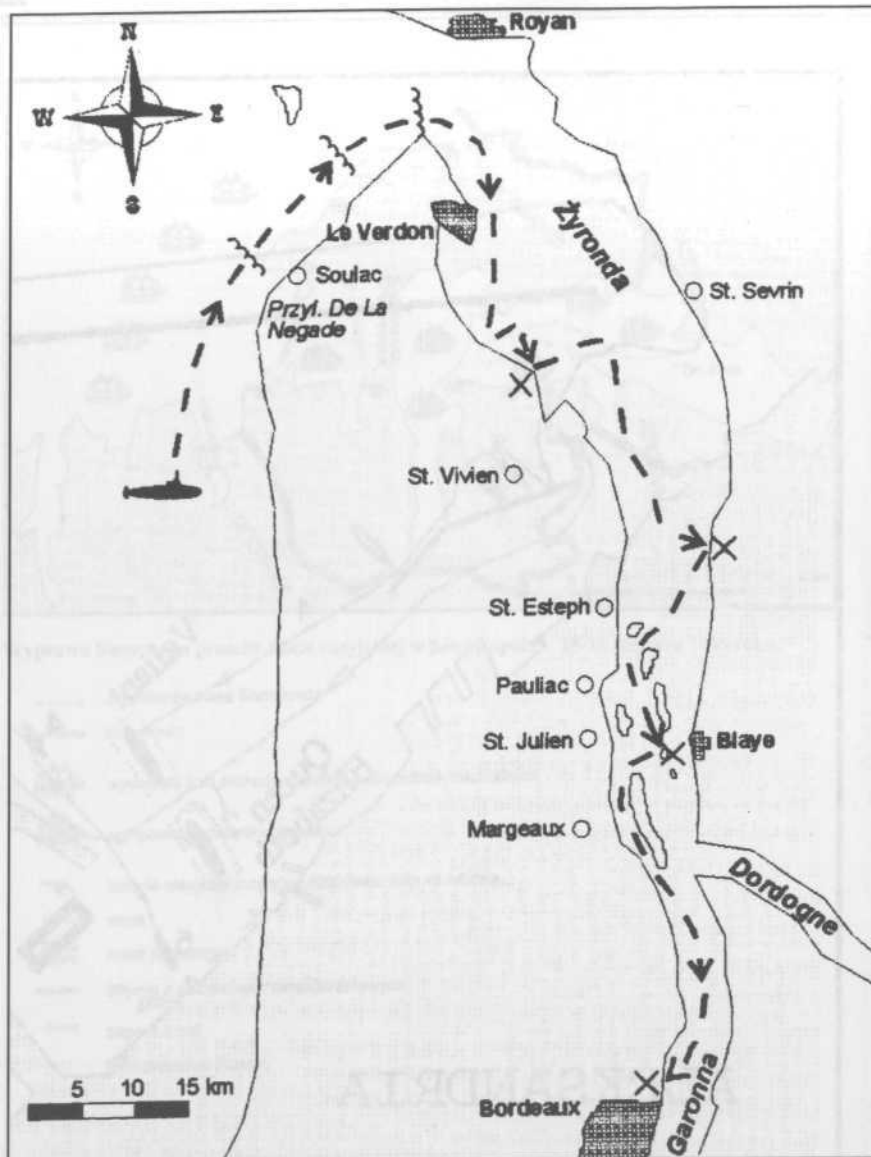 Royan
N
W
E
S
Le Verdon
Żyronda
Soulac
Przyl. De La
Negade
St. Sevrin
St. Vivien
St. Esteph
Pauliac
St. Julien
Blaye
Margeaux
Dordogne
5 10 15 km
Bordeaux
Garonna